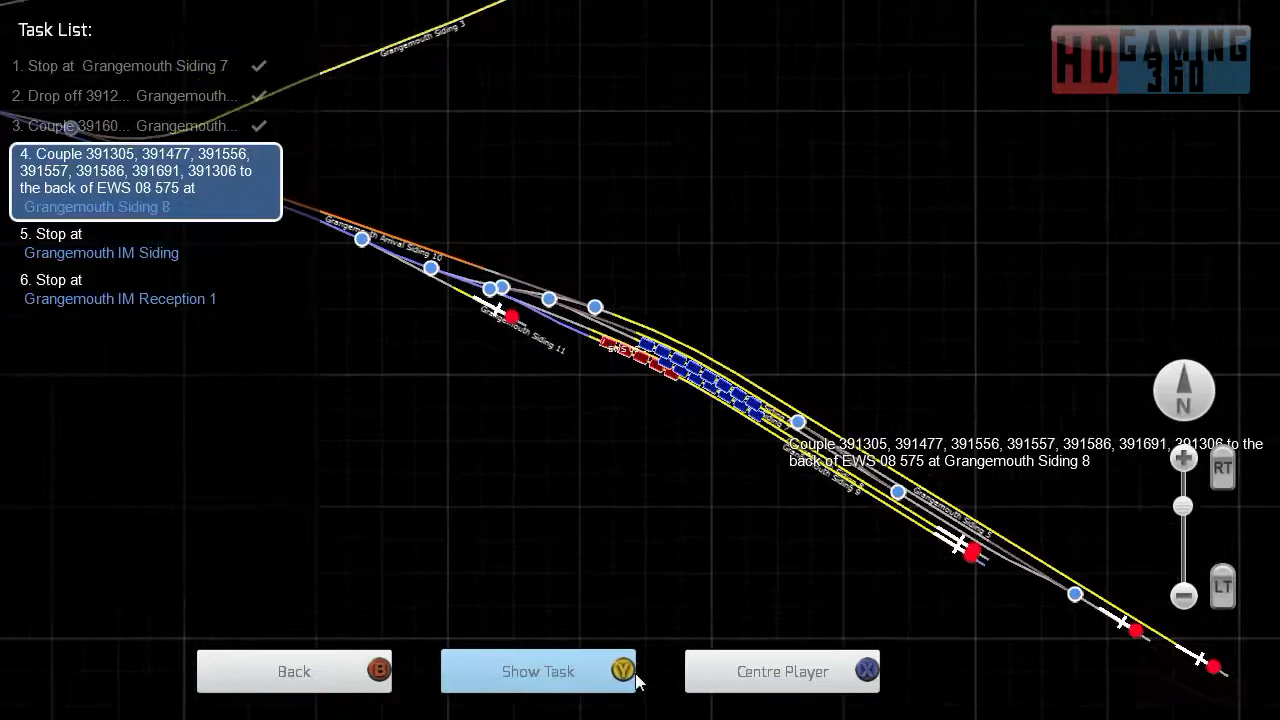 Task List:
1. Stop at Grangemouth Siding 7
2. Drop off 3912... Grangemouth...
3. Couple 39160... Grangemouth...
4. Couple 391305, 391477, 391556,
391557, 391586, 391691, 391306 to
the back of EWS 08 575 at
Grangemouth Siding 8
5. Stop at
Grangemouth IM Siding
6. Stop at
Grangemouth IM Reception 1
Grangemouth Siding 3
HD GAMING
360
Grangemouth Arrival Siding 10
Grangemouth Siding 11
Couple 391305, 391477, 391556, 391557, 391586, 391691, 391306 to the
back of EWS 08 575 at Grangemouth Siding 8
Siding 9
Grangemouth Siding 5
N
RT
LT
Back B
Show Task Y
Centre Player X